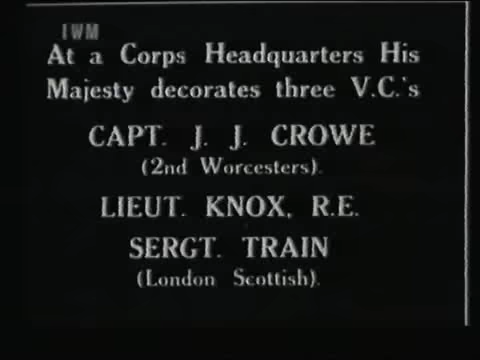 IWM
At a Corps Headquarters His
Majesty decorates three V.C.'s
CAPT. J. J. CROWE
(2nd Worcesters).
LIEUT. KNOX, R.E.
SERGT. TRAIN
(London Scottish).